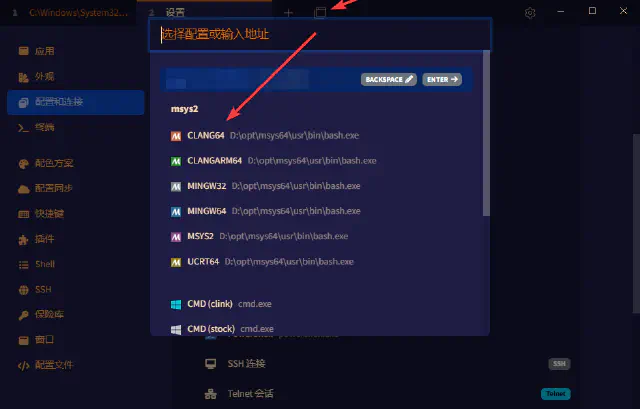 1 C:\Windows\System32...
2 设置
选择配置或输入地址
应用
外观
配置和连接
终端
配色方案
配置同步
快捷键
插件
Shell
SSH
保险库
窗口
配置文件
BACKSPACE ENTER
msys2
CLANG64 D:\opt\msys64\usr\bin\bash.exe
CLANGARM64 D:\opt\msys64\usr\bin\bash.exe
MINGW32 D:\opt\msys64\usr\bin\bash.exe
MINGW64 D:\opt\msys64\usr\bin\bash.exe
MSYS2 D:\opt\msys64\usr\bin\bash.exe
UCRT64 D:\opt\msys64\usr\bin\bash.exe
CMD (clink) cmd.exe
CMD (stock) cmd.exe
SSH 连接 SSH
Telnet 会话 Telnet